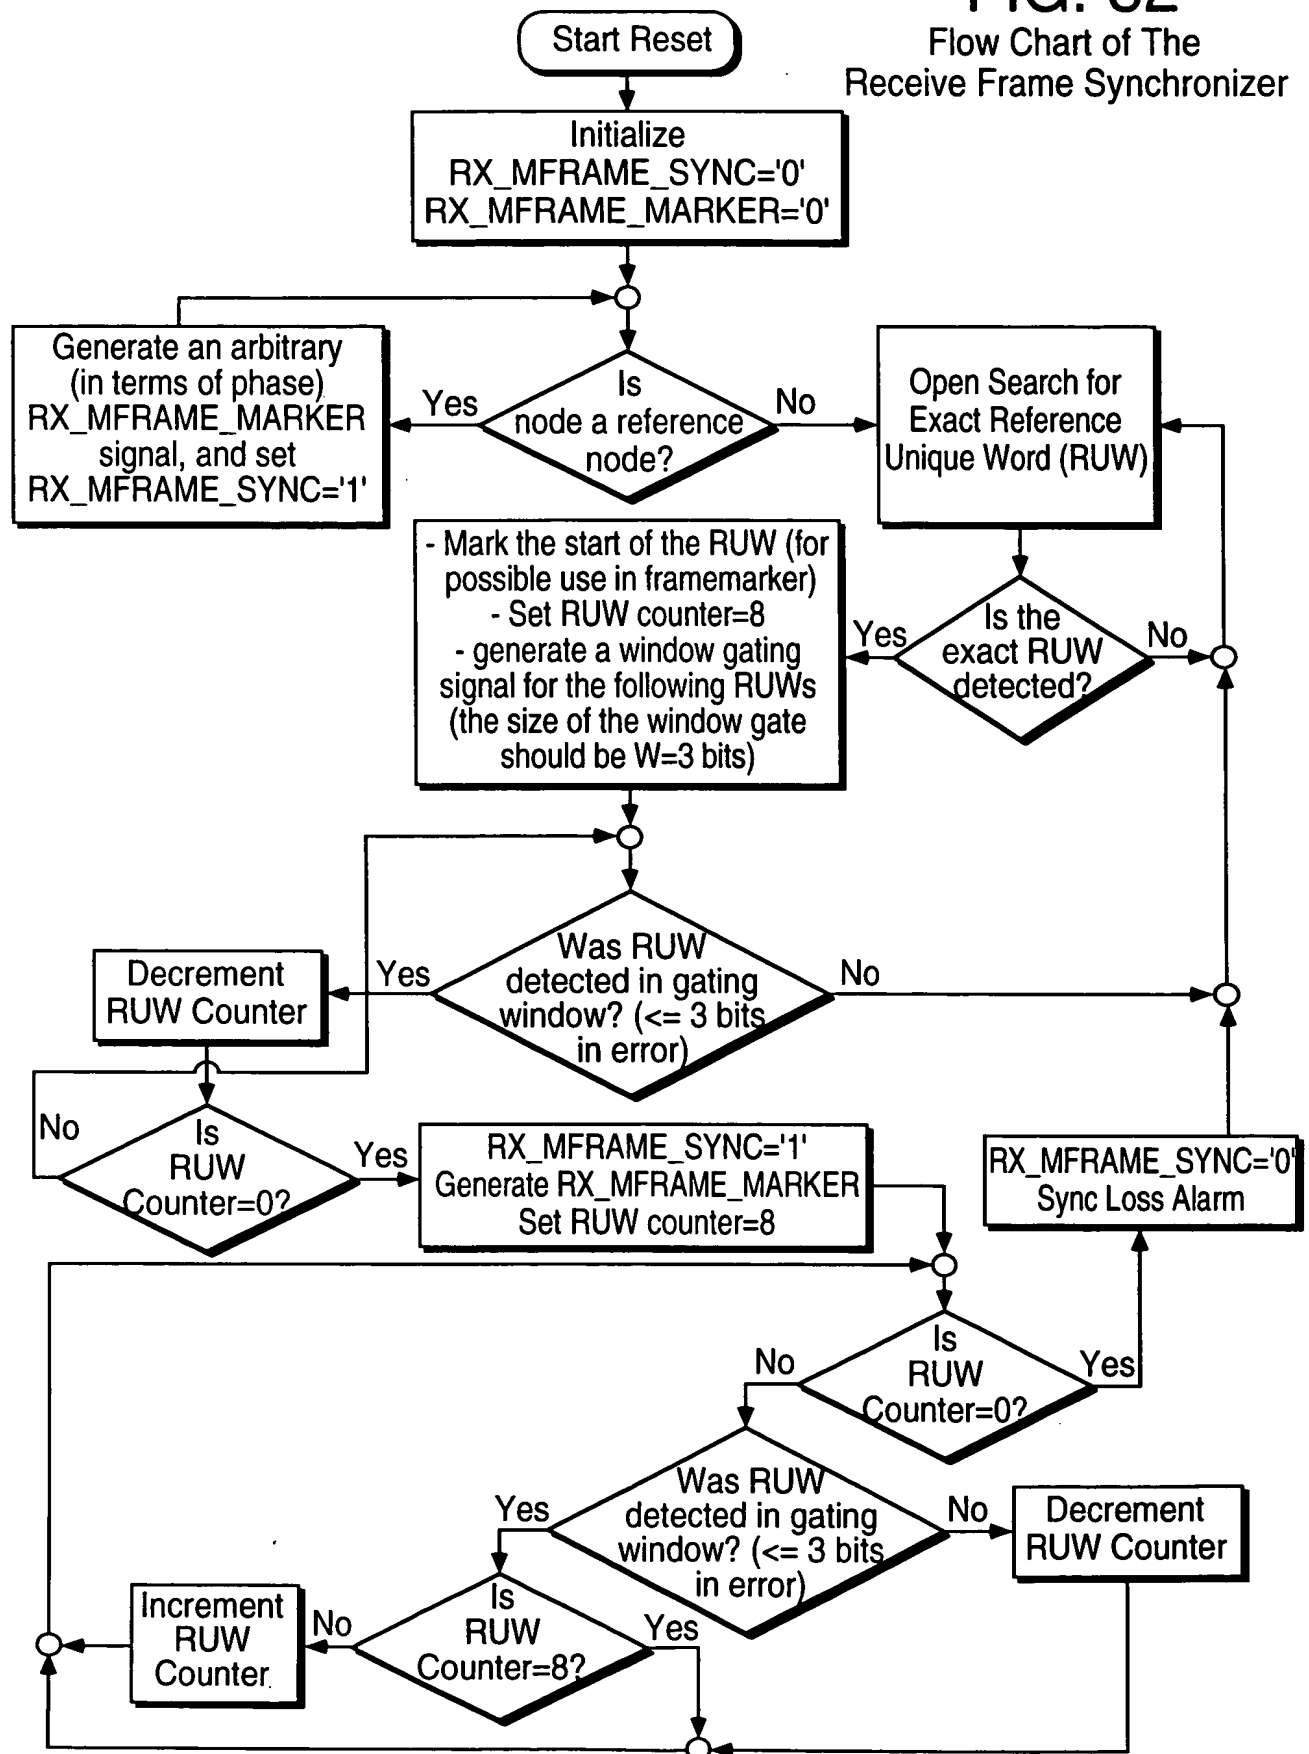 Start Reset
Flow Chart of The
Receive Frame Synchronizer
Initialize
RX_MFRAME_SYNC='0'
RX_MFRAME_MARKER='0'
Generate an arbitrary
(in terms of phase)
RX_MFRAME_MARKER
signal, and set
RX_MFRAME_SYNC='1'
Yes
Is
node a reference
node?
No
Open Search for
Exact Reference
Unique Word (RUW)
- Mark the start of the RUW (for
possible use in framemarker)
- Set RUW counter=8
- generate a window gating
signal for the following RUWs
(the size of the window gate
should be W=3 bits)
Yes
Is the
exact RUW
detected?
No
Decrement
RUW Counter
Yes
Was RUW
detected in gating
window? (<= 3 bits
in error)
No
No
Is
RUW
Counter=0?
Yes
RX_MFRAME_SYNC='1'
Generate RX_MFRAME_MARKER
Set RUW counter=8
RX_MFRAME_SYNC='0'
Sync Loss Alarm
No
Is
RUW
Counter=0?
Yes
Yes
Was RUW
detected in gating
window? (<= 3 bits
in error)
No
Decrement
RUW Counter
Increment
RUW
Counter
No
Is
RUW
Counter=8?
Yes